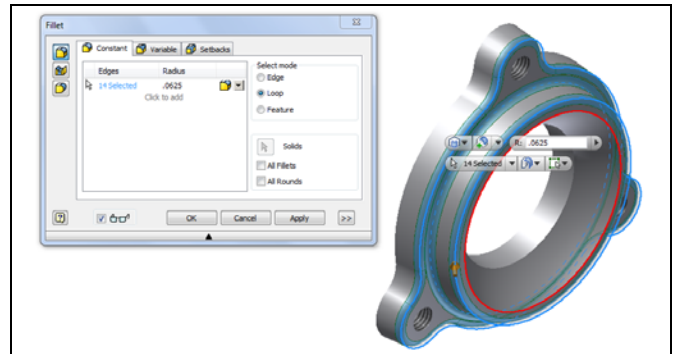 Fillet
Constant Variable Setbacks
Edges Radius
14 Selected .0625
Click to add
Select mode
Edge
Loop
Feature
Solids
All Fillets
All Rounds
OK Cancel Apply >>
R: .0625
14 Selected